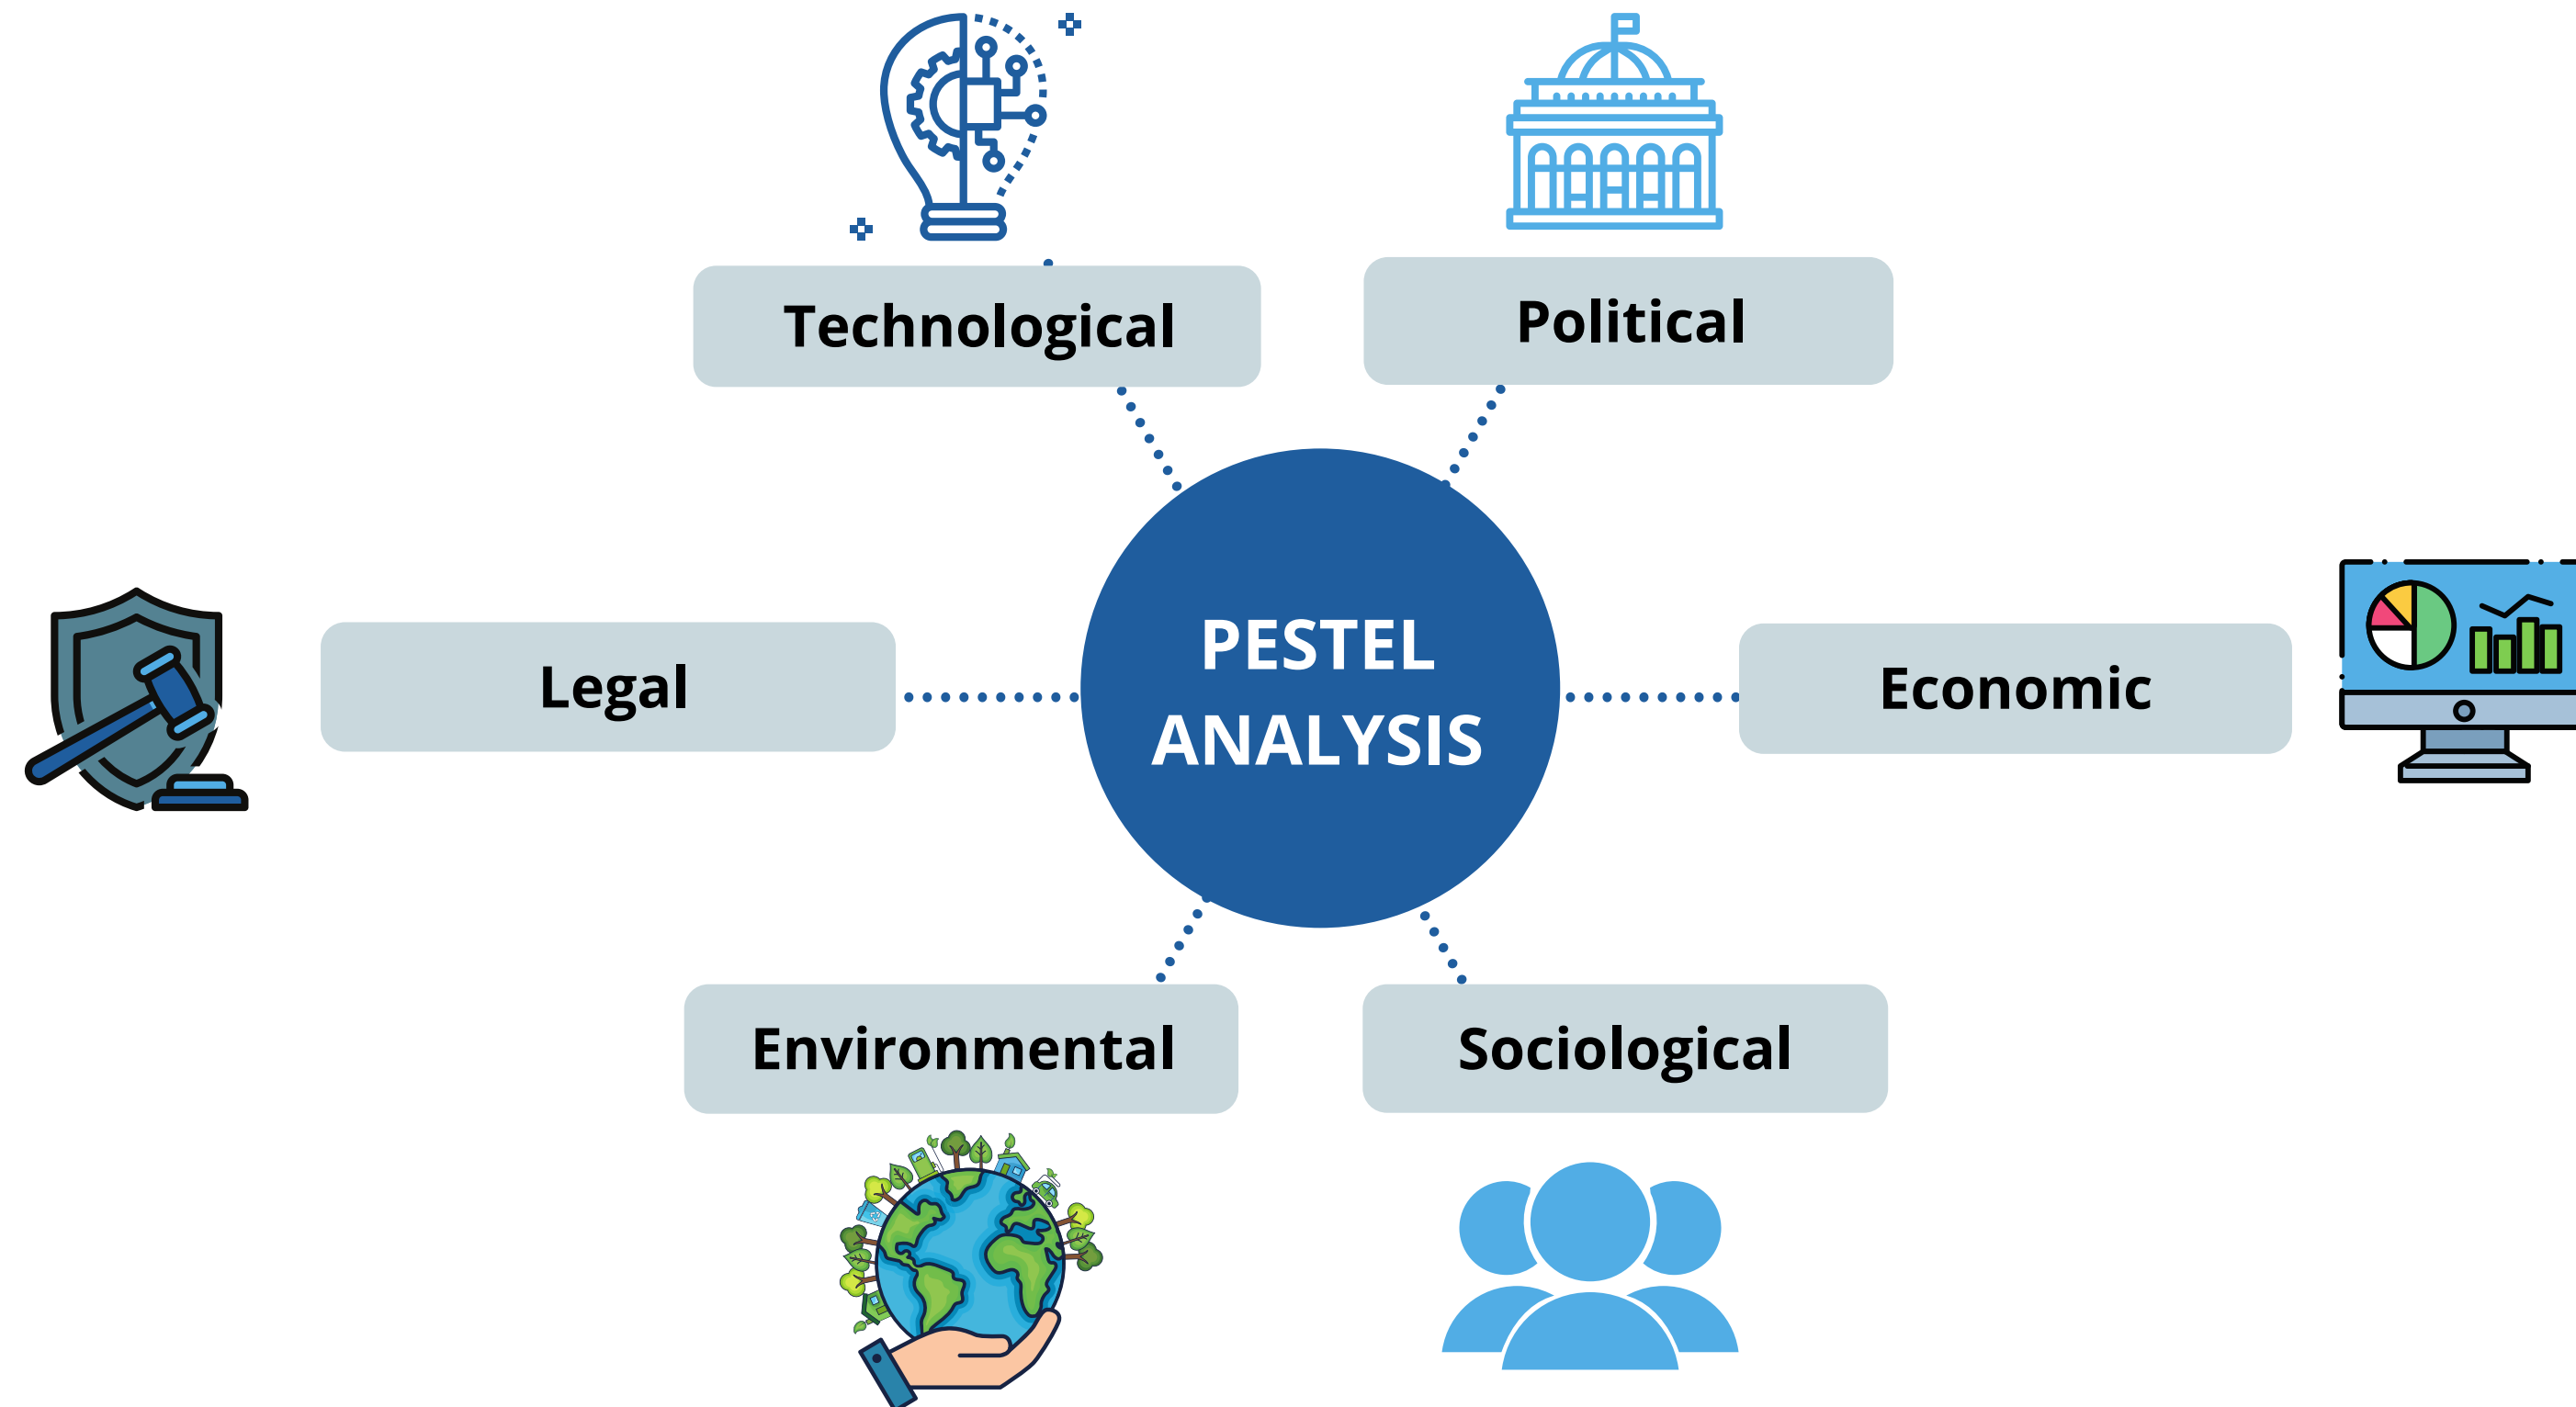 Technological
Political
PESTEL
ANALYSIS
Legal
Economic
Environmental
Sociological